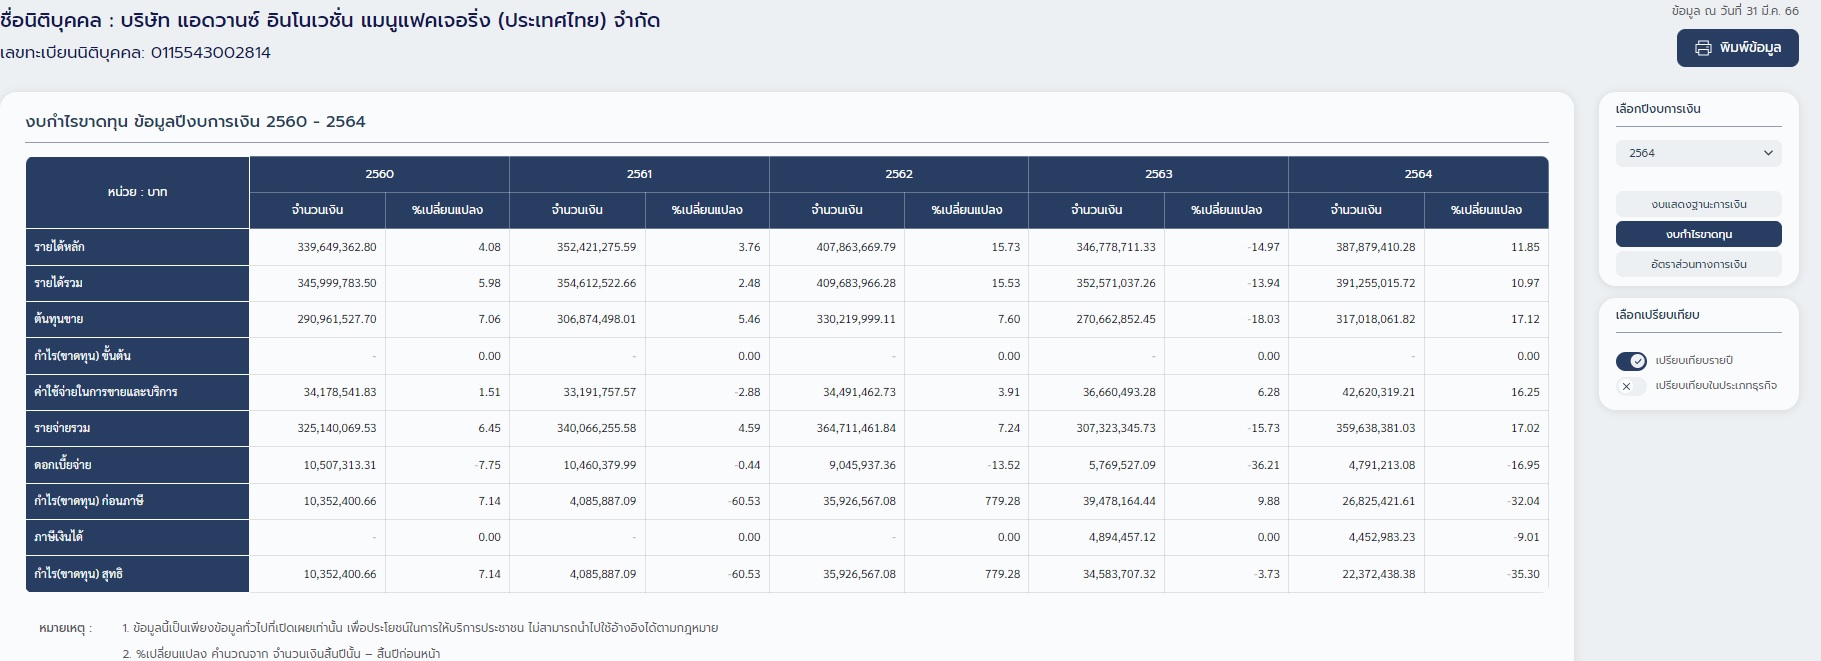 ชื่อนิติบุคคล : บริษัท แอดวานซ์ อินโนเวชั่น แมนูแฟคเจอริ่ง (ประเทศไทย) จำกัด
เลขทะเบียนนิติบุคคล: 0115543002814
ข้อมูล ณ วันที่ 31 มี.ค. 66
พิมพ์ข้อมูล
งบกำไรขาดทุน ข้อมูลปีงบการเงิน 2560 - 2564
หน่วย : บาท 2560 2561 2562 2563 2564
จำนวนเงิน %เปลี่ยนแปลง จำนวนเงิน %เปลี่ยนแปลง จำนวนเงิน %เปลี่ยนแปลง จำนวนเงิน %เปลี่ยนแปลง จำนวนเงิน %เปลี่ยนแปลง
รายได้หลัก 339,649,362.80 4.08 352,421,275.59 3.76 407,863,669.79 15.73 346,778,711.33 -14.97 387,879,410.28 11.85
รายได้รวม 345,999,783.50 5.98 354,612,522.66 2.48 409,683,966.28 15.53 352,571,037.26 -13.94 391,255,015.72 10.97
ต้นทุนขาย 290,961,527.70 7.06 306,874,498.01 5.46 330,219,999.11 7.60 270,662,852.45 -18.03 317,018,061.82 17.12
กำไร(ขาดทุน) ขั้นต้น - 0.00 - 0.00 - 0.00 - 0.00 - 0.00
ค่าใช้จ่ายในการขายและบริการ 34,178,541.83 1.51 33,191,757.57 -2.88 34,491,462.73 3.91 36,660,493.28 6.28 42,620,319.21 16.25
รายจ่ายรวม 325,140,069.53 6.45 340,066,255.58 4.59 364,711,461.84 7.24 307,323,345.73 -15.73 359,638,381.03 17.02
ดอกเบี้ยจ่าย 10,507,313.31 -7.75 10,460,379.99 -0.44 9,045,937.36 -13.52 5,769,527.09 -36.21 4,791,213.08 -16.95
กำไร(ขาดทุน) ก่อนภาษี 10,352,400.66 7.14 4,085,887.09 -60.53 35,926,567.08 779.28 39,478,164.44 9.88 26,825,421.61 -32.04
ภาษีเงินได้ - 0.00 - 0.00 - 0.00 4,894,457.12 0.00 4,452,983.23 -9.01
กำไร(ขาดทุน) สุทธิ 10,352,400.66 7.14 4,085,887.09 -60.53 35,926,567.08 779.28 34,583,707.32 -3.73 22,372,438.38 -35.30
หมายเหตุ : 1. ข้อมูลนี้เป็นเพียงข้อมูลทั่วไปที่เปิดเผยเท่านั้น เพื่อประโยชน์ในการให้บริการประชาชน ไม่สามารถนำไปใช้อ้างอิงได้ตามกฎหมาย
2. %เปลี่ยนแปลง คำนวณจาก จำนวนเงินสิ้นปีนั้น – สิ้นปีก่อนหน้า
เลือกปีงบการเงิน
2564
งบแสดงฐานะการเงิน
งบกำไรขาดทุน
อัตราส่วนทางการเงิน
เลือกเปรียบเทียบ
เปรียบเทียบรายปี
เปรียบเทียบในประเภทธุรกิจ